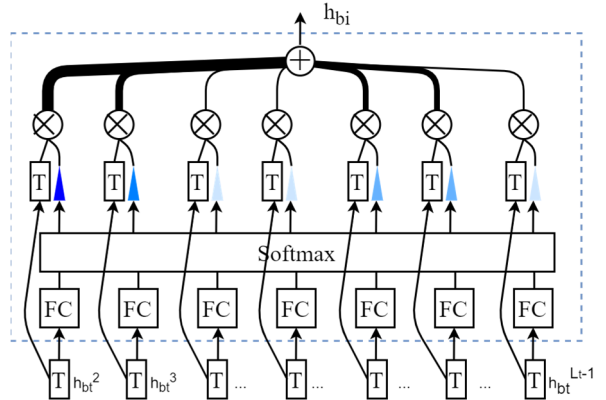 h_bi
T T T T T T T
Softmax
FC FC FC FC FC FC FC
T h_bt^2 T h_bt^3 T ... T ... T ... T ... T h_bt^Lt-1